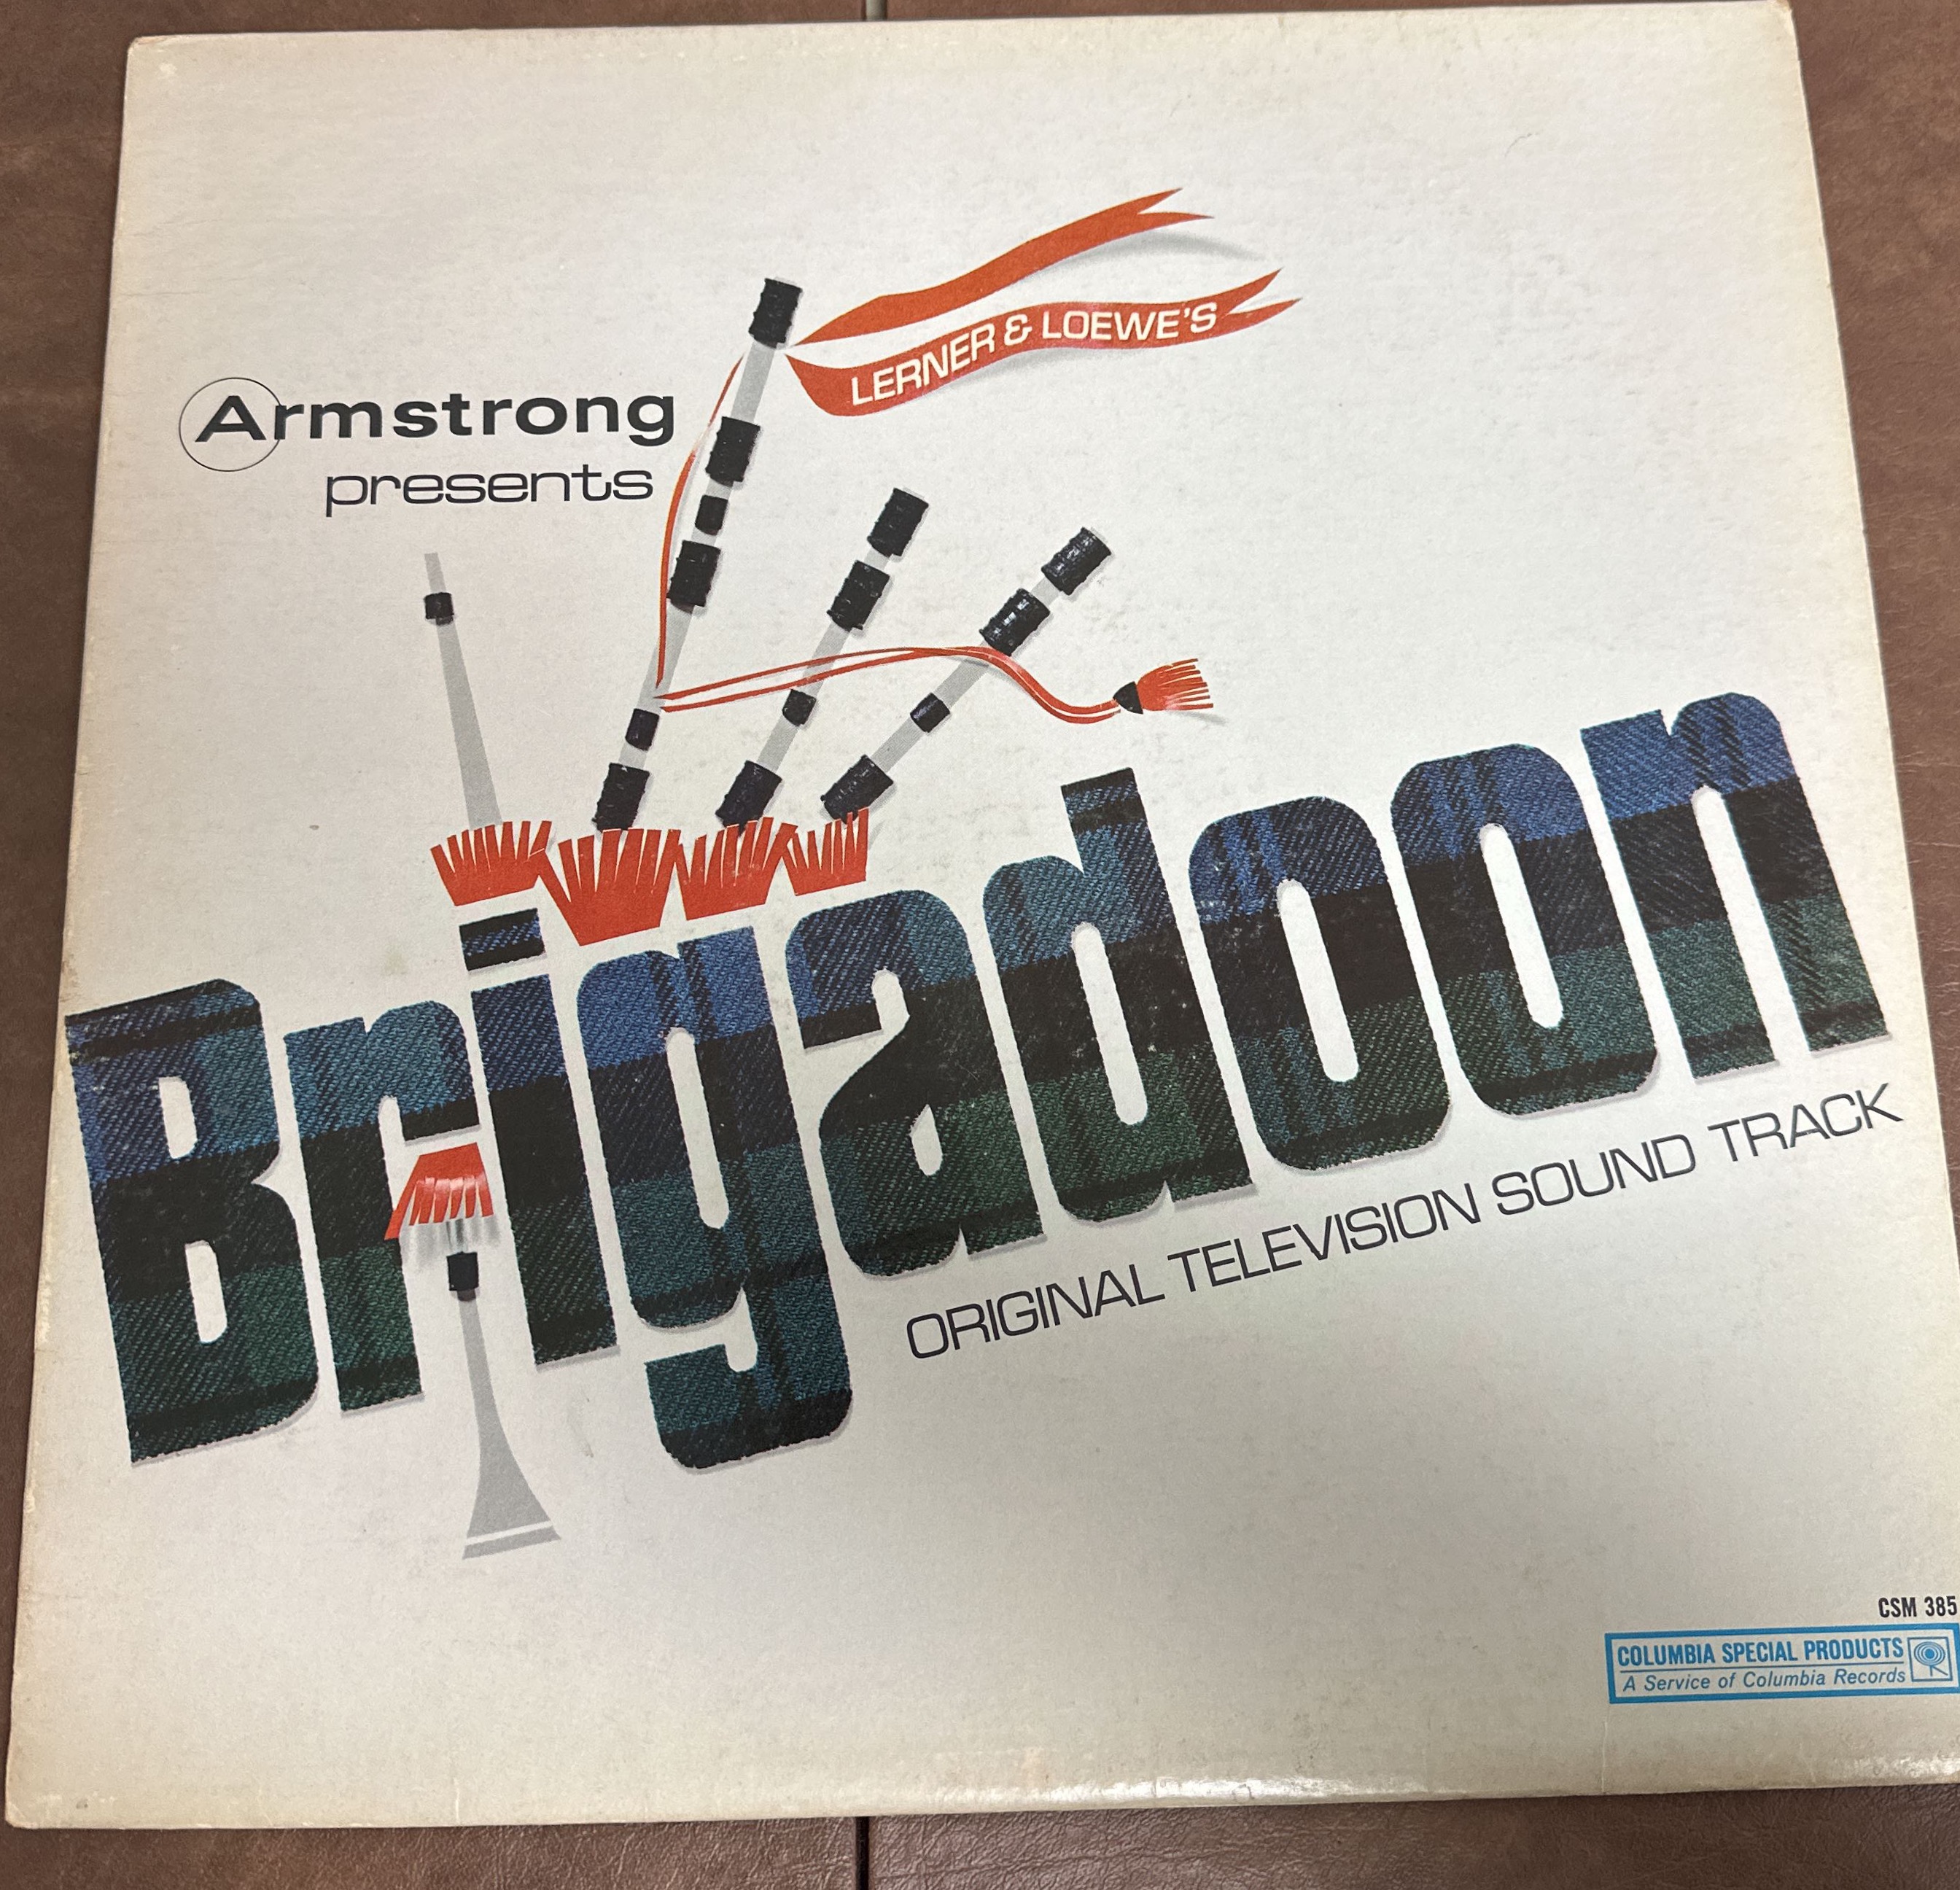 LERNER & LOEWE'S
Armstrong
presents
Brigadoon
ORIGINAL TELEVISION SOUND TRACK
CSM 385
COLUMBIA SPECIAL PRODUCTS
A Service of Columbia Records